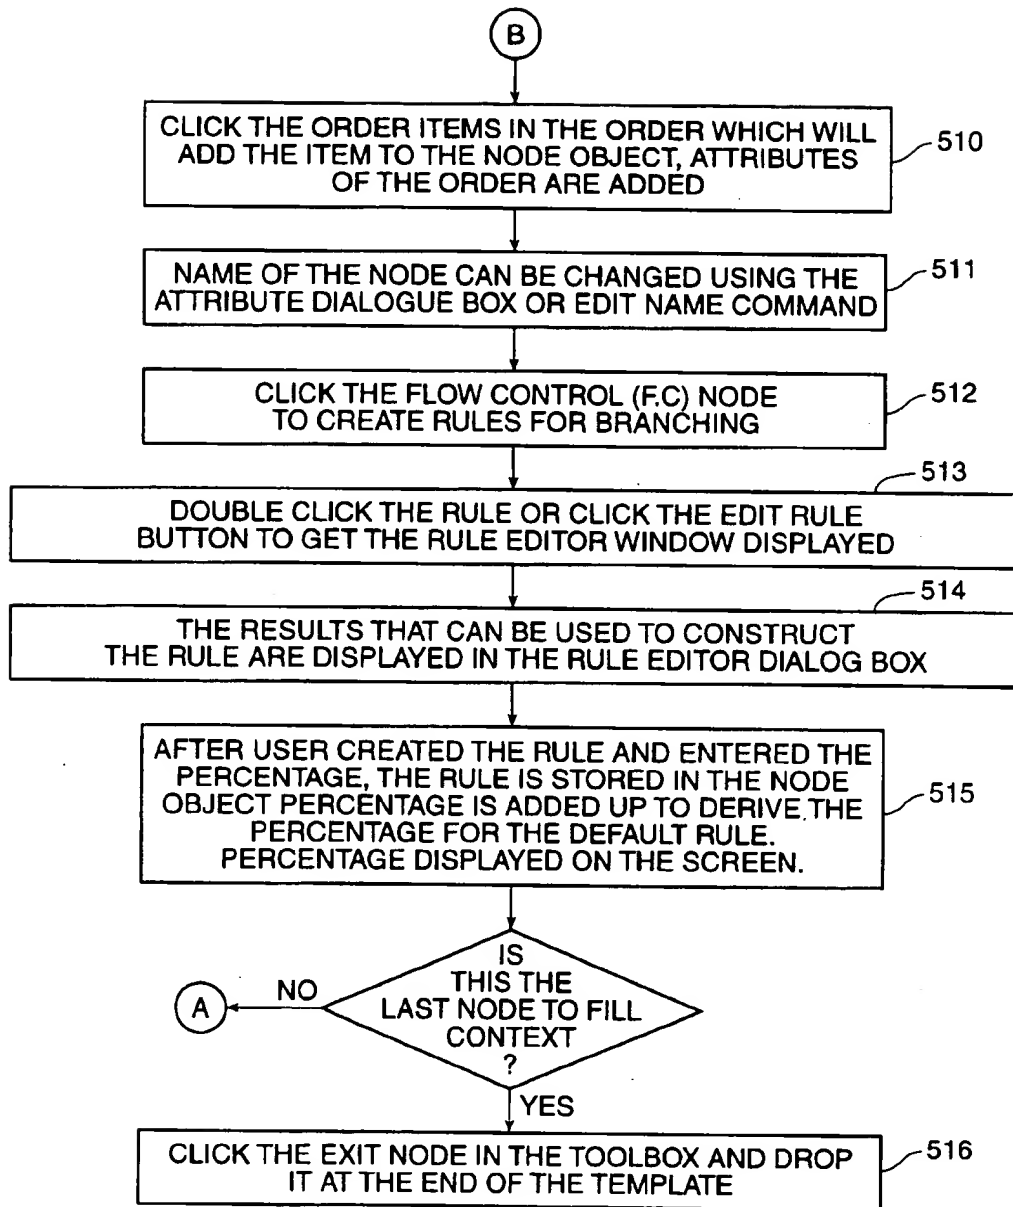 B
CLICK THE ORDER ITEMS IN THE ORDER WHICH WILL
ADD THE ITEM TO THE NODE OBJECT, ATTRIBUTES
OF THE ORDER ARE ADDED
510
NAME OF THE NODE CAN BE CHANGED USING THE
ATTRIBUTE DIALOGUE BOX OR EDIT NAME COMMAND
511
CLICK THE FLOW CONTROL (F.C) NODE
TO CREATE RULES FOR BRANCHING
512
513
DOUBLE CLICK THE RULE OR CLICK THE EDIT RULE
BUTTON TO GET THE RULE EDITOR WINDOW DISPLAYED
514
THE RESULTS THAT CAN BE USED TO CONSTRUCT
THE RULE ARE DISPLAYED IN THE RULE EDITOR DIALOG BOX
AFTER USER CREATED THE RULE AND ENTERED THE
PERCENTAGE, THE RULE IS STORED IN THE NODE
OBJECT PERCENTAGE IS ADDED UP TO DERIVE THE
PERCENTAGE FOR THE DEFAULT RULE.
PERCENTAGE DISPLAYED ON THE SCREEN.
515
IS
THIS THE
LAST NODE TO FILL
CONTEXT
?
NO
A
YES
CLICK THE EXIT NODE IN THE TOOLBOX AND DROP
IT AT THE END OF THE TEMPLATE
516